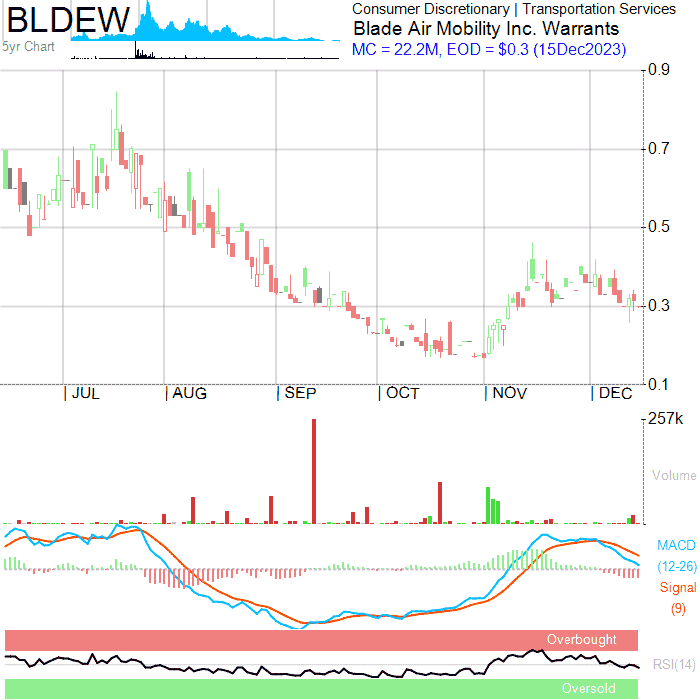 BLDEW
5yr Chart
Consumer Discretionary | Transportation Services
Blade Air Mobility Inc. Warrants
MC = 22.2M, EOD = $0.3 (15Dec2023)
0.9
0.7
0.5
0.3
0.1
| JUL | AUG | SEP | OCT | NOV | DEC
257k
Volume
MACD
(12-26)
Signal
(9)
Overbought
RSI(14)
Oversold